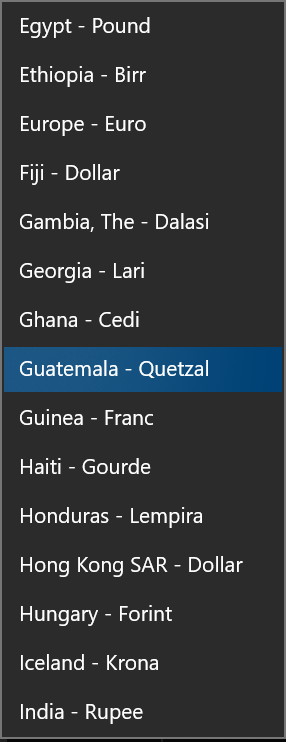 Egypt - Pound
Ethiopia - Birr
Europe - Euro
Fiji - Dollar
Gambia, The - Dalasi
Georgia - Lari
Ghana - Cedi
Guatemala - Quetzal
Guinea - Franc
Haiti - Gourde
Honduras - Lempira
Hong Kong SAR - Dollar
Hungary - Forint
Iceland - Krona
India - Rupee